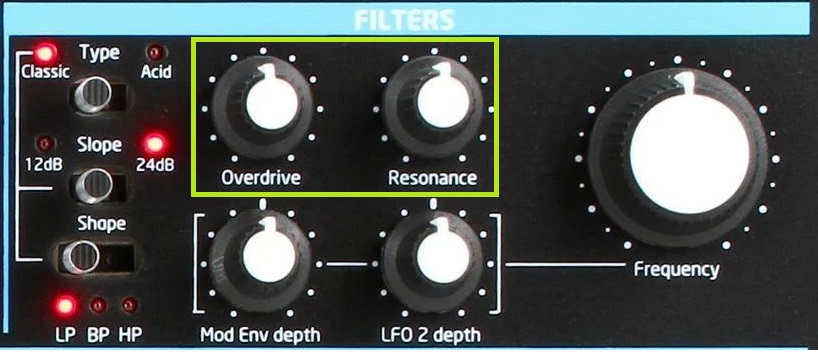 FILTERS
Type
Classic Acid
Slope
12dB 24dB
Shape
LP BP HP
Overdrive Resonance
Mod Env depth LFO 2 depth
Frequency